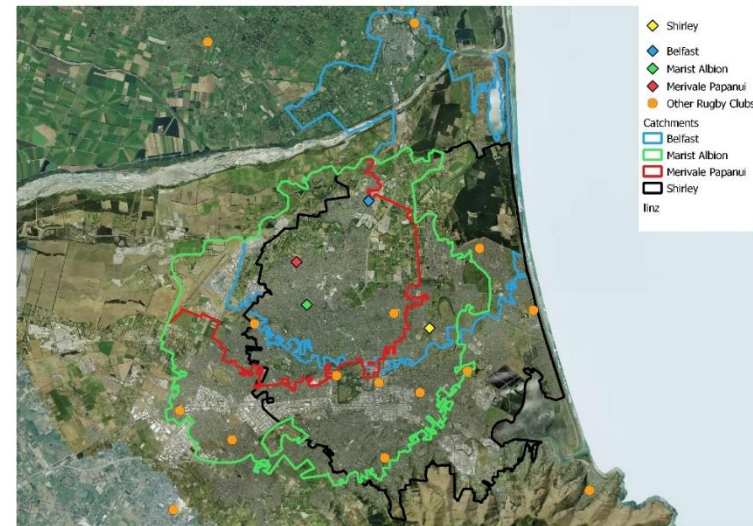 Shirley
Belfast
Marist Albion
Merivale Papanui
Other Rugby Clubs
Catchments
Belfast
Marist Albion
Merivale Papanui
Shirley
linz